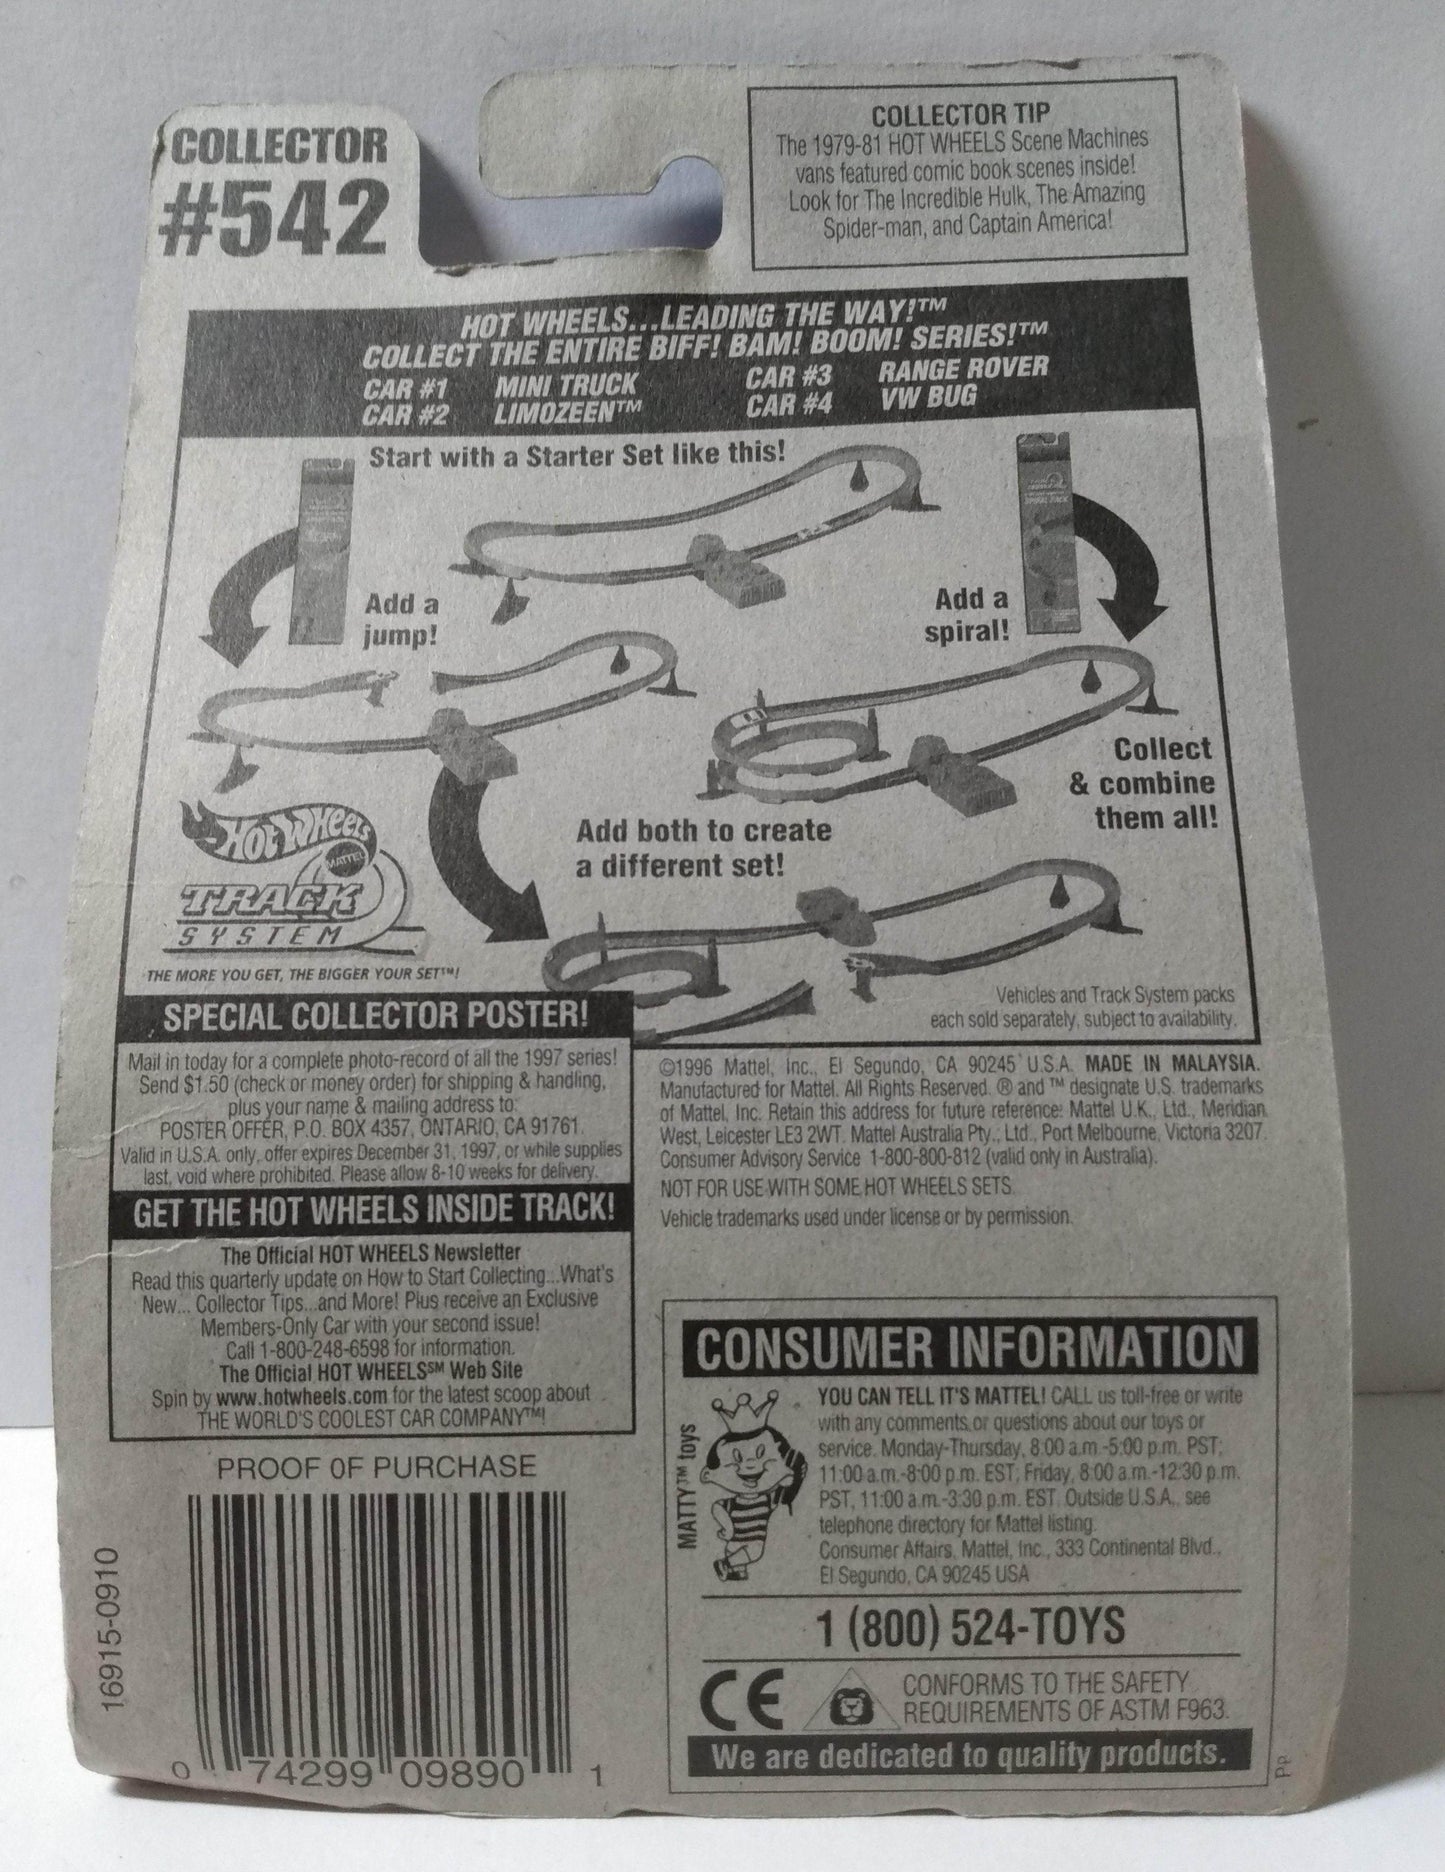 COLLECTOR
#542
COLLECTOR TIP
The 1979-81 HOT WHEELS Scene Machines
vans featured comic book scenes inside!
Look for The Incredible Hulk, The Amazing
Spider-man, and Captain America!
HOT WHEELS...LEADING THE WAY!™
COLLECT THE ENTIRE BIFF! BAM! BOOM! SERIES!™
CAR #1 MINI TRUCK CAR #3 RANGE ROVER
CAR #2 LIMOZEEN™ CAR #4 VW BUG
Start with a Starter Set like this!
Add a
jump!
Add a
spiral!
Collect
& combine
them all!
Add both to create
a different set!
Hot Wheels
MATTEL
TRACK
SYSTEM
THE MORE YOU GET, THE BIGGER YOUR SET™!
Vehicles and Track System packs
each sold separately, subject to availability.
SPECIAL COLLECTOR POSTER!
Mail in today for a complete photo-record of all the 1997 series!
Send $1.50 (check or money order) for shipping & handling,
plus your name & mailing address to:
POSTER OFFER, P.O. BOX 4357, ONTARIO, CA 91761.
Valid in U.S.A. only, offer expires December 31, 1997, or while supplies
last, void where prohibited. Please allow 8-10 weeks for delivery.
GET THE HOT WHEELS INSIDE TRACK!
The Official HOT WHEELS Newsletter
Read this quarterly update on How to Start Collecting...What's
New... Collector Tips...and More! Plus receive an Exclusive
Members-Only Car with your second issue!
Call 1-800-248-6598 for information.
The Official HOT WHEELS℠ Web Site
Spin by www.hotwheels.com for the latest scoop about
THE WORLD'S COOLEST CAR COMPANY™!
©1996 Mattel, Inc., El Segundo, CA 90245 U.S.A. MADE IN MALAYSIA.
Manufactured for Mattel. All Rights Reserved. ® and ™ designate U.S. trademarks
of Mattel, Inc. Retain this address for future reference: Mattel U.K., Ltd., Meridian
West, Leicester LE3 2WT. Mattel Australia Pty., Ltd., Port Melbourne, Victoria 3207.
Consumer Advisory Service 1-800-800-812 (valid only in Australia).
NOT FOR USE WITH SOME HOT WHEELS SETS.
Vehicle trademarks used under license or by permission.
PROOF OF PURCHASE
16915-0910
0 74299 09890 1
CONSUMER INFORMATION
MATTY™ toys
YOU CAN TELL IT'S MATTEL! CALL us toll-free or write
with any comments or questions about our toys or
service. Monday-Thursday, 8:00 a.m.-5:00 p.m. PST;
11:00 a.m.-8:00 p.m. EST; Friday, 8:00 a.m.-12:30 p.m.
PST, 11:00 a.m.-3:30 p.m. EST. Outside U.S.A., see
telephone directory for Mattel listing.
Consumer Affairs, Mattel, Inc., 333 Continental Blvd.,
El Segundo, CA 90245 USA
1 (800) 524-TOYS
CE
CONFORMS TO THE SAFETY
REQUIREMENTS OF ASTM F963.
We are dedicated to quality products.
Pp